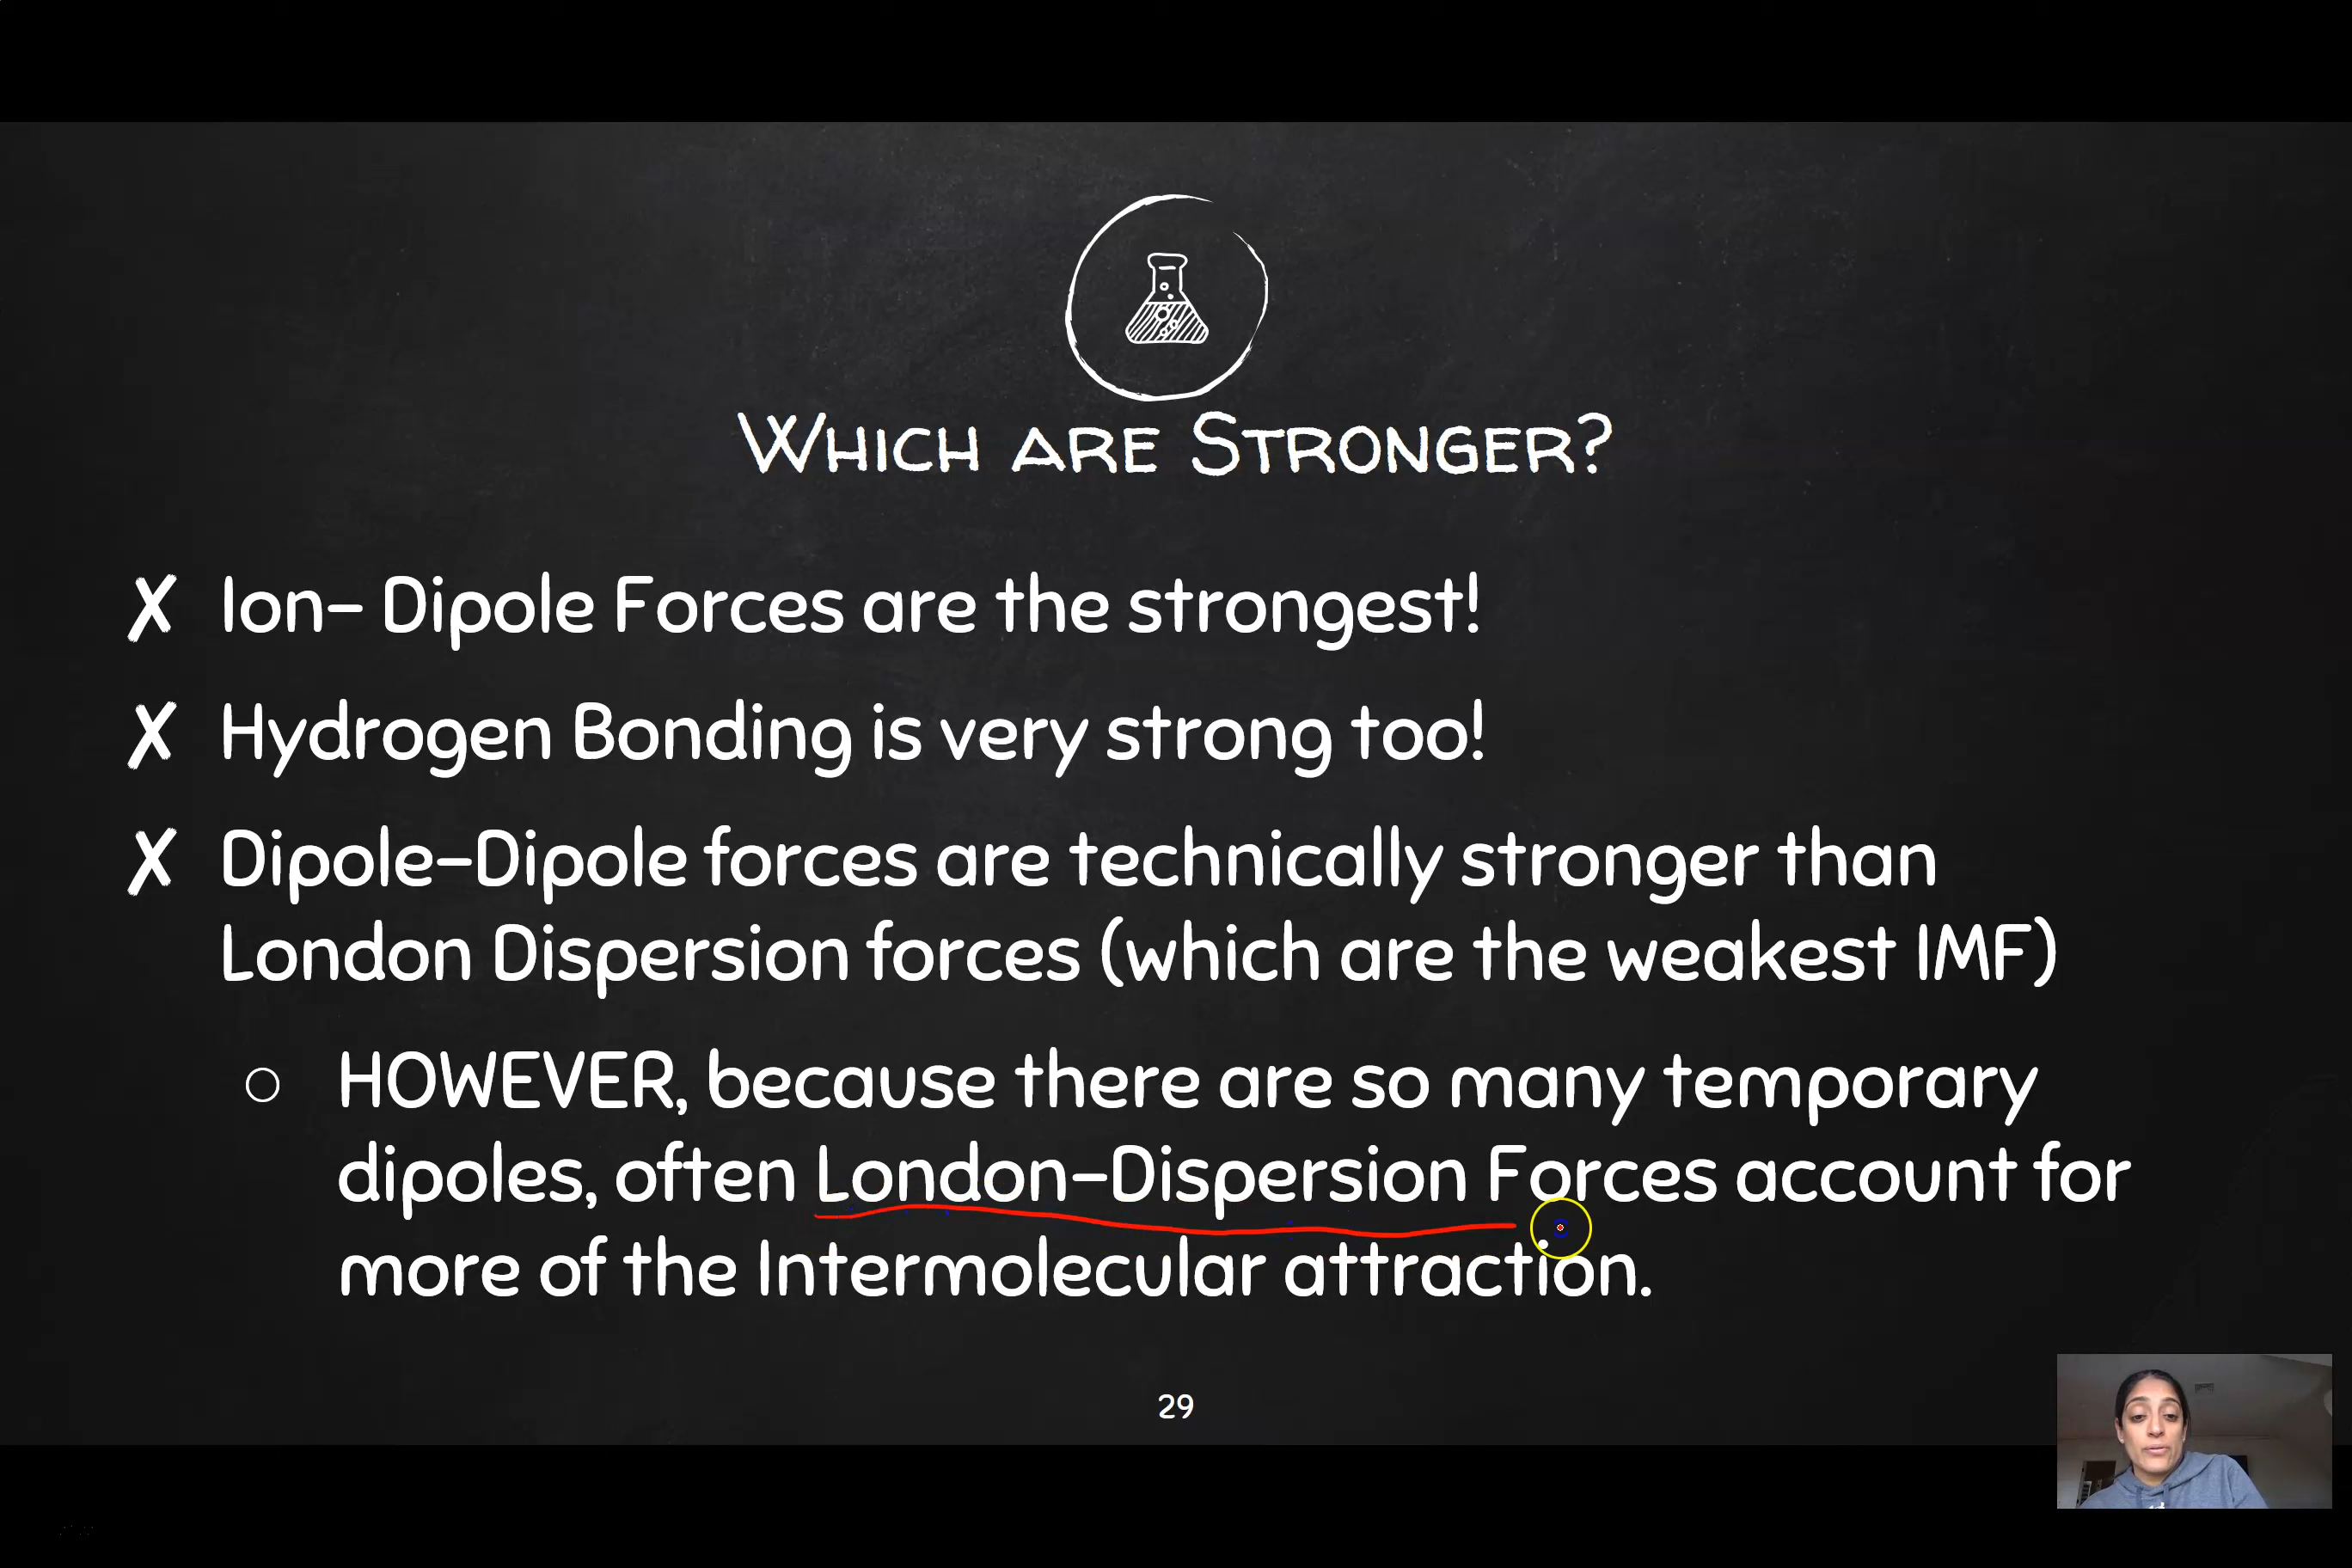 Which are Stronger?
✗ Ion- Dipole Forces are the strongest!
✗ Hydrogen Bonding is very strong too!
✗ Dipole-Dipole forces are technically stronger than
London Dispersion forces (which are the weakest IMF)
○ HOWEVER, because there are so many temporary
dipoles, often London-Dispersion Forces account for
more of the Intermolecular attraction.
29